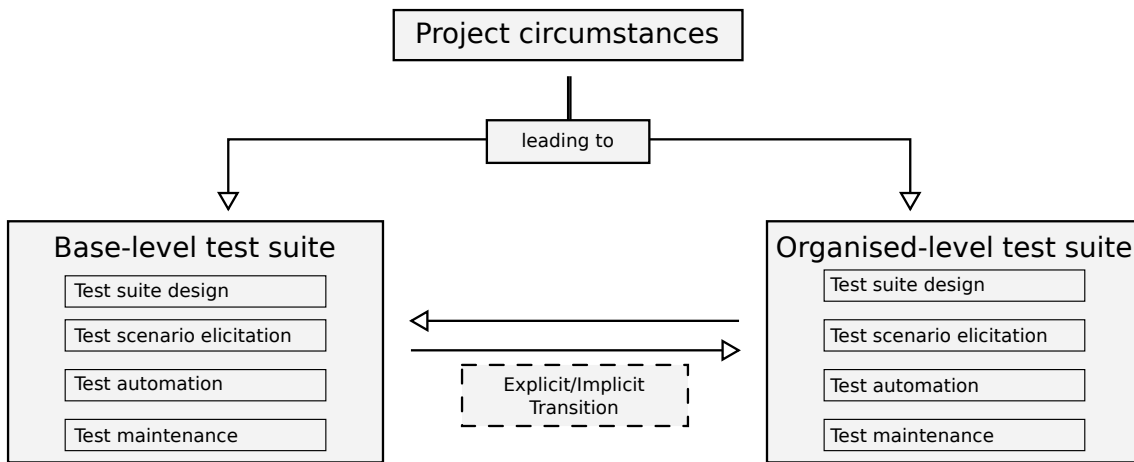 Project circumstances
leading to
Base-level test suite
Test suite design
Test scenario elicitation
Test automation
Test maintenance
Explicit/Implicit
Transition
Organised-level test suite
Test suite design
Test scenario elicitation
Test automation
Test maintenance